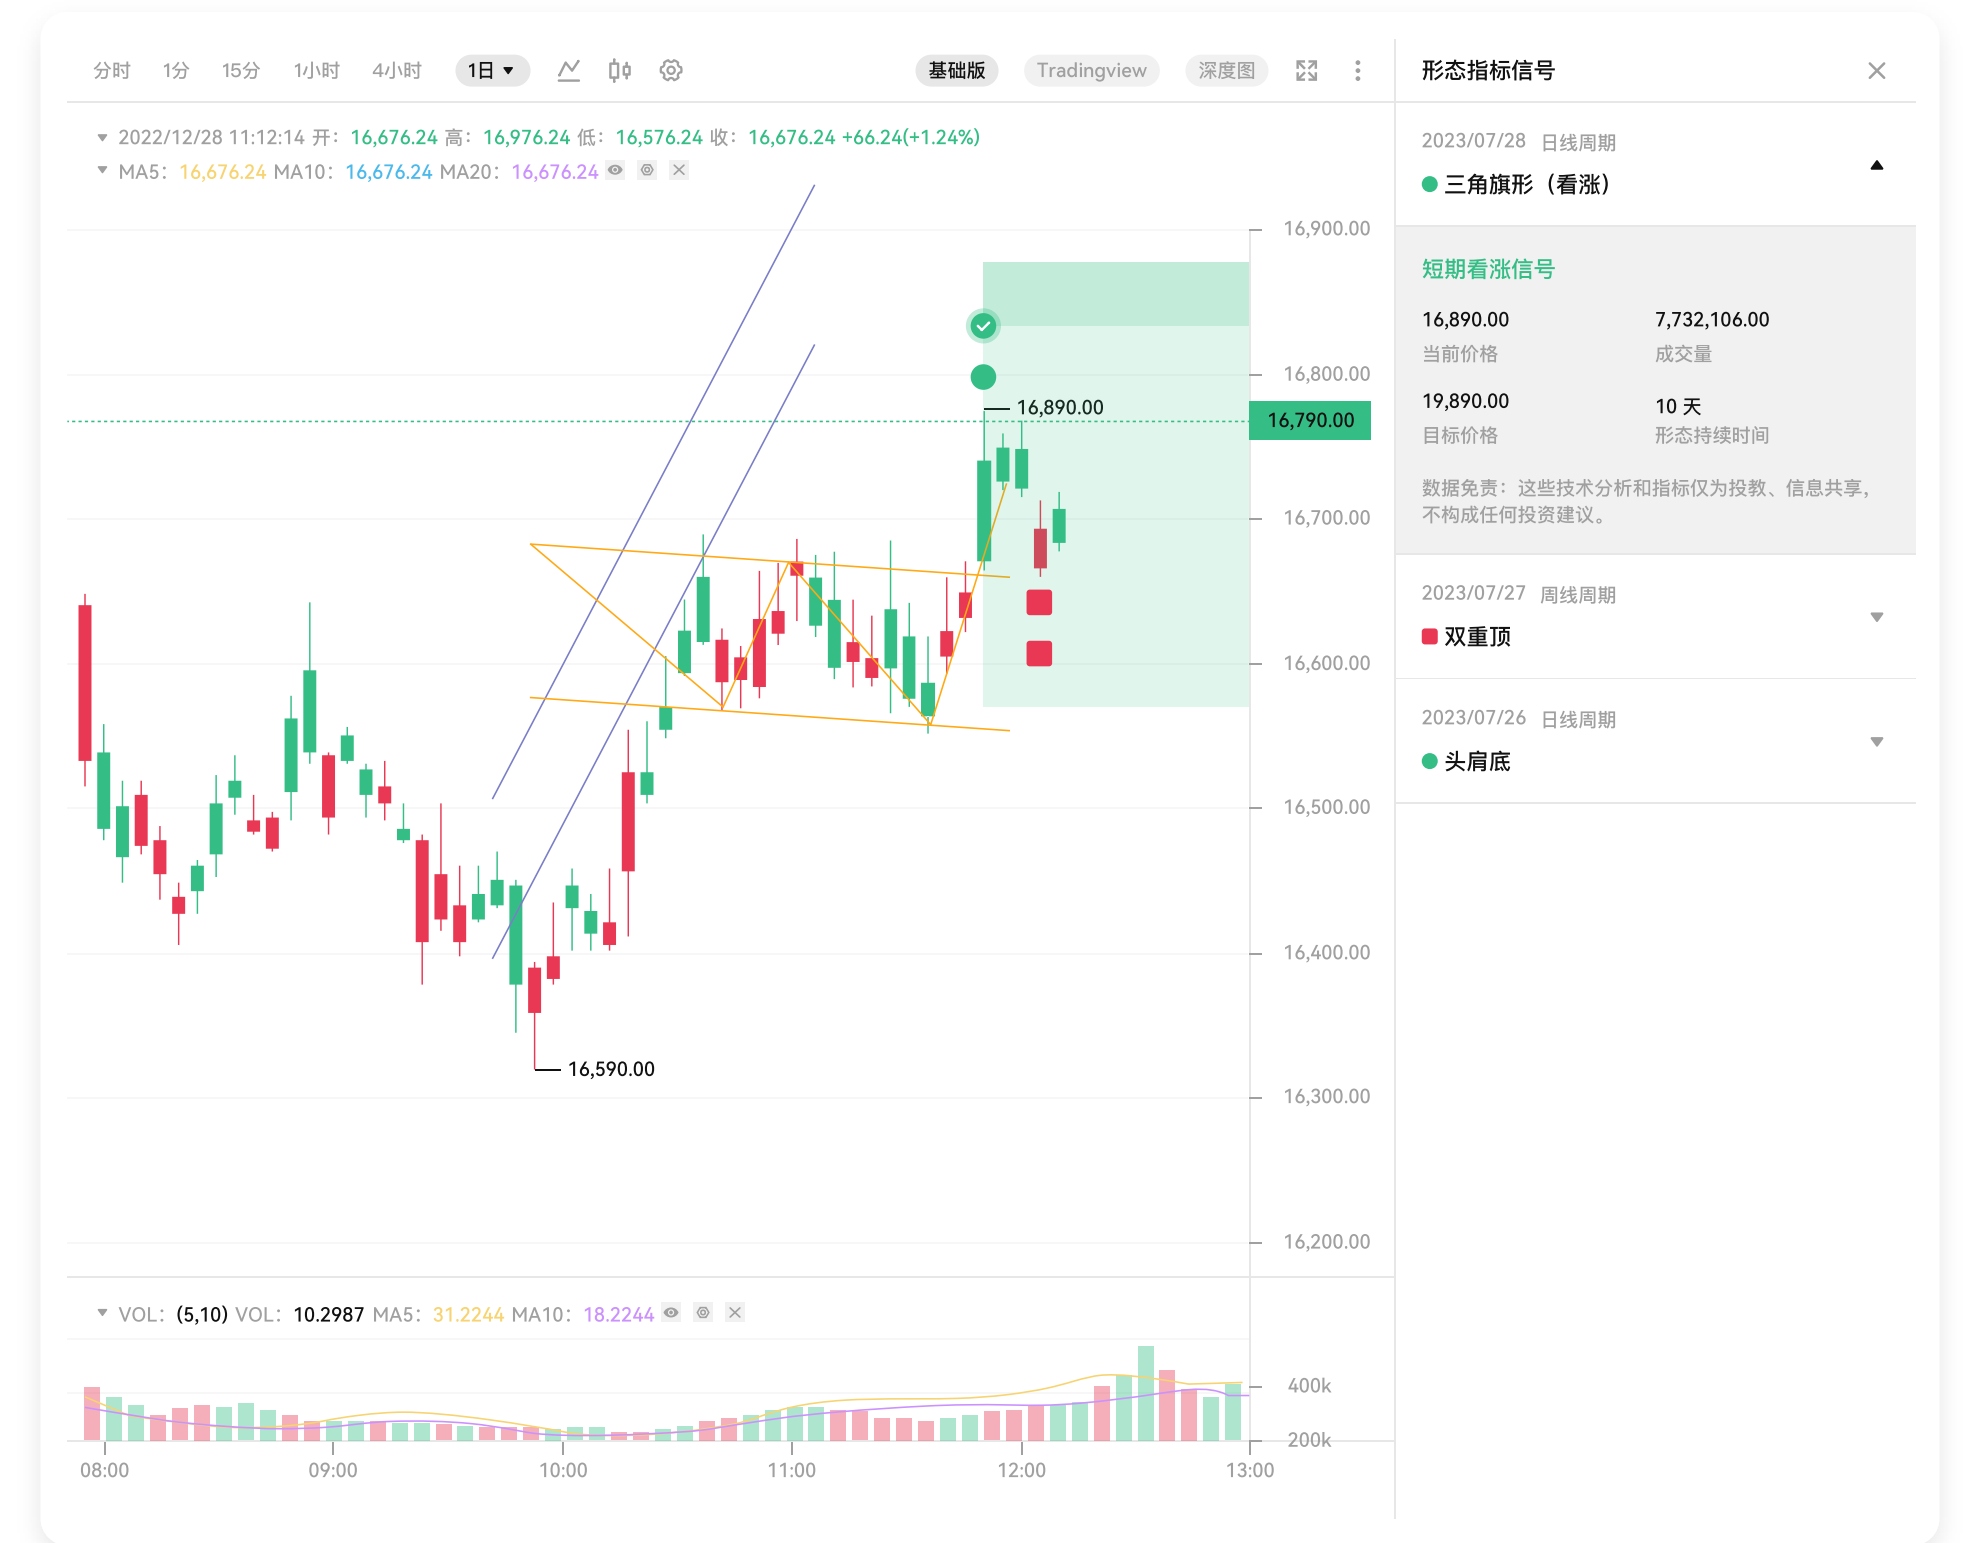 分时 1分 15分 1小时 4小时 1日 基础版 Tradingview 深度图
2022/12/28 11:12:14 开： 16,676.24 高： 16,976.24 低： 16,576.24 收： 16,676.24 +66.24(+1.24%)
MA5： 16,676.24 MA10： 16,676.24 MA20： 16,676.24
16,900.00
16,800.00
16,890.00
16,790.00
16,700.00
16,600.00
16,500.00
16,400.00
16,590.00
16,300.00
16,200.00
VOL： (5,10) VOL： 10.2987 MA5： 31.2244 MA10： 18.2244
400k
200k
08:00 09:00 10:00 11:00 12:00 13:00
形态指标信号
2023/07/28 日线周期
三角旗形（看涨）
短期看涨信号
16,890.00 7,732,106.00
当前价格 成交量
19,890.00 10 天
目标价格 形态持续时间
数据免责：这些技术分析和指标仅为投教、信息共享，
不构成任何投资建议。
2023/07/27 周线周期
双重顶
2023/07/26 日线周期
头肩底